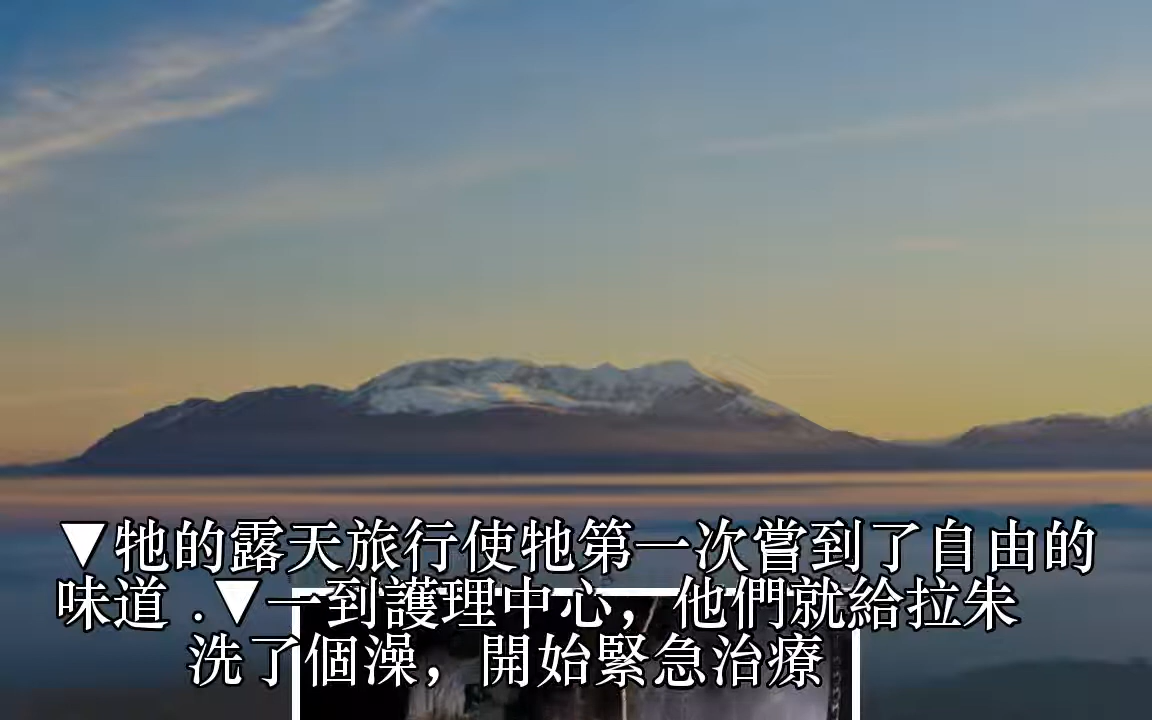 ▼牠的露天旅行使牠第一次嘗到了自由的
味道 .▼一到護理中心，他們就給拉朱
洗了個澡，開始緊急治療